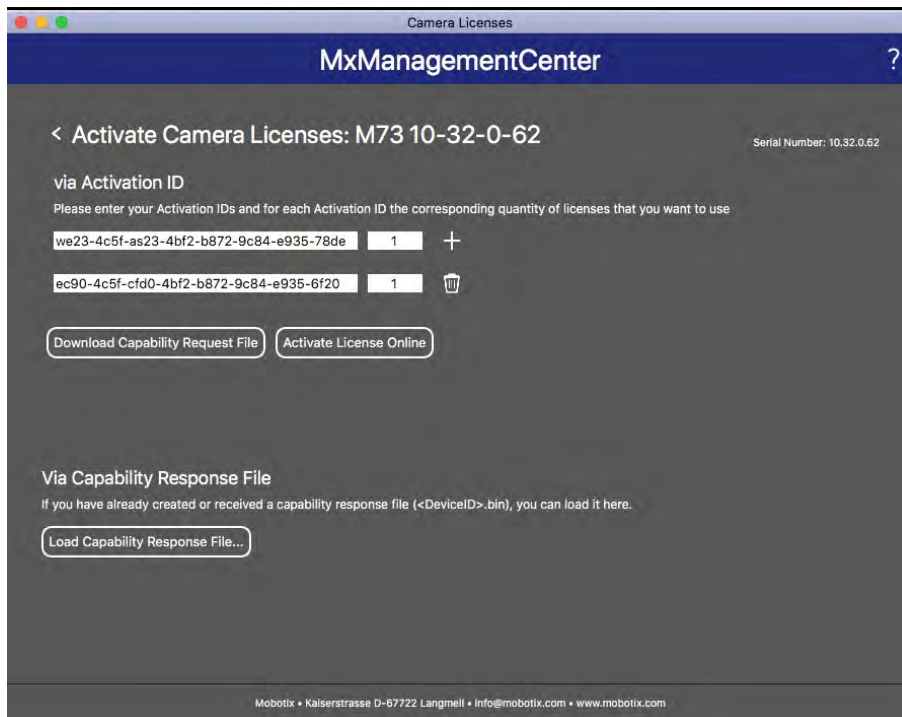 Camera Licenses
MxManagementCenter
?
< Activate Camera Licenses: M73 10-32-0-62
Serial Number: 10.32.0.62
via Activation ID
Please enter your Activation IDs and for each Activation ID the corresponding quantity of licenses that you want to use
we23-4c5f-as23-4bf2-b872-9c84-e935-78de 1 +
ec90-4c5f-cfd0-4bf2-b872-9c84-e935-6f20 1
Download Capability Request File Activate License Online
Via Capability Response File
If you have already created or received a capability response file (<DeviceID>.bin), you can load it here.
Load Capability Response File...
Mobotix • Kaiserstrasse D-67722 Langmeil • info@mobotix.com • www.mobotix.com